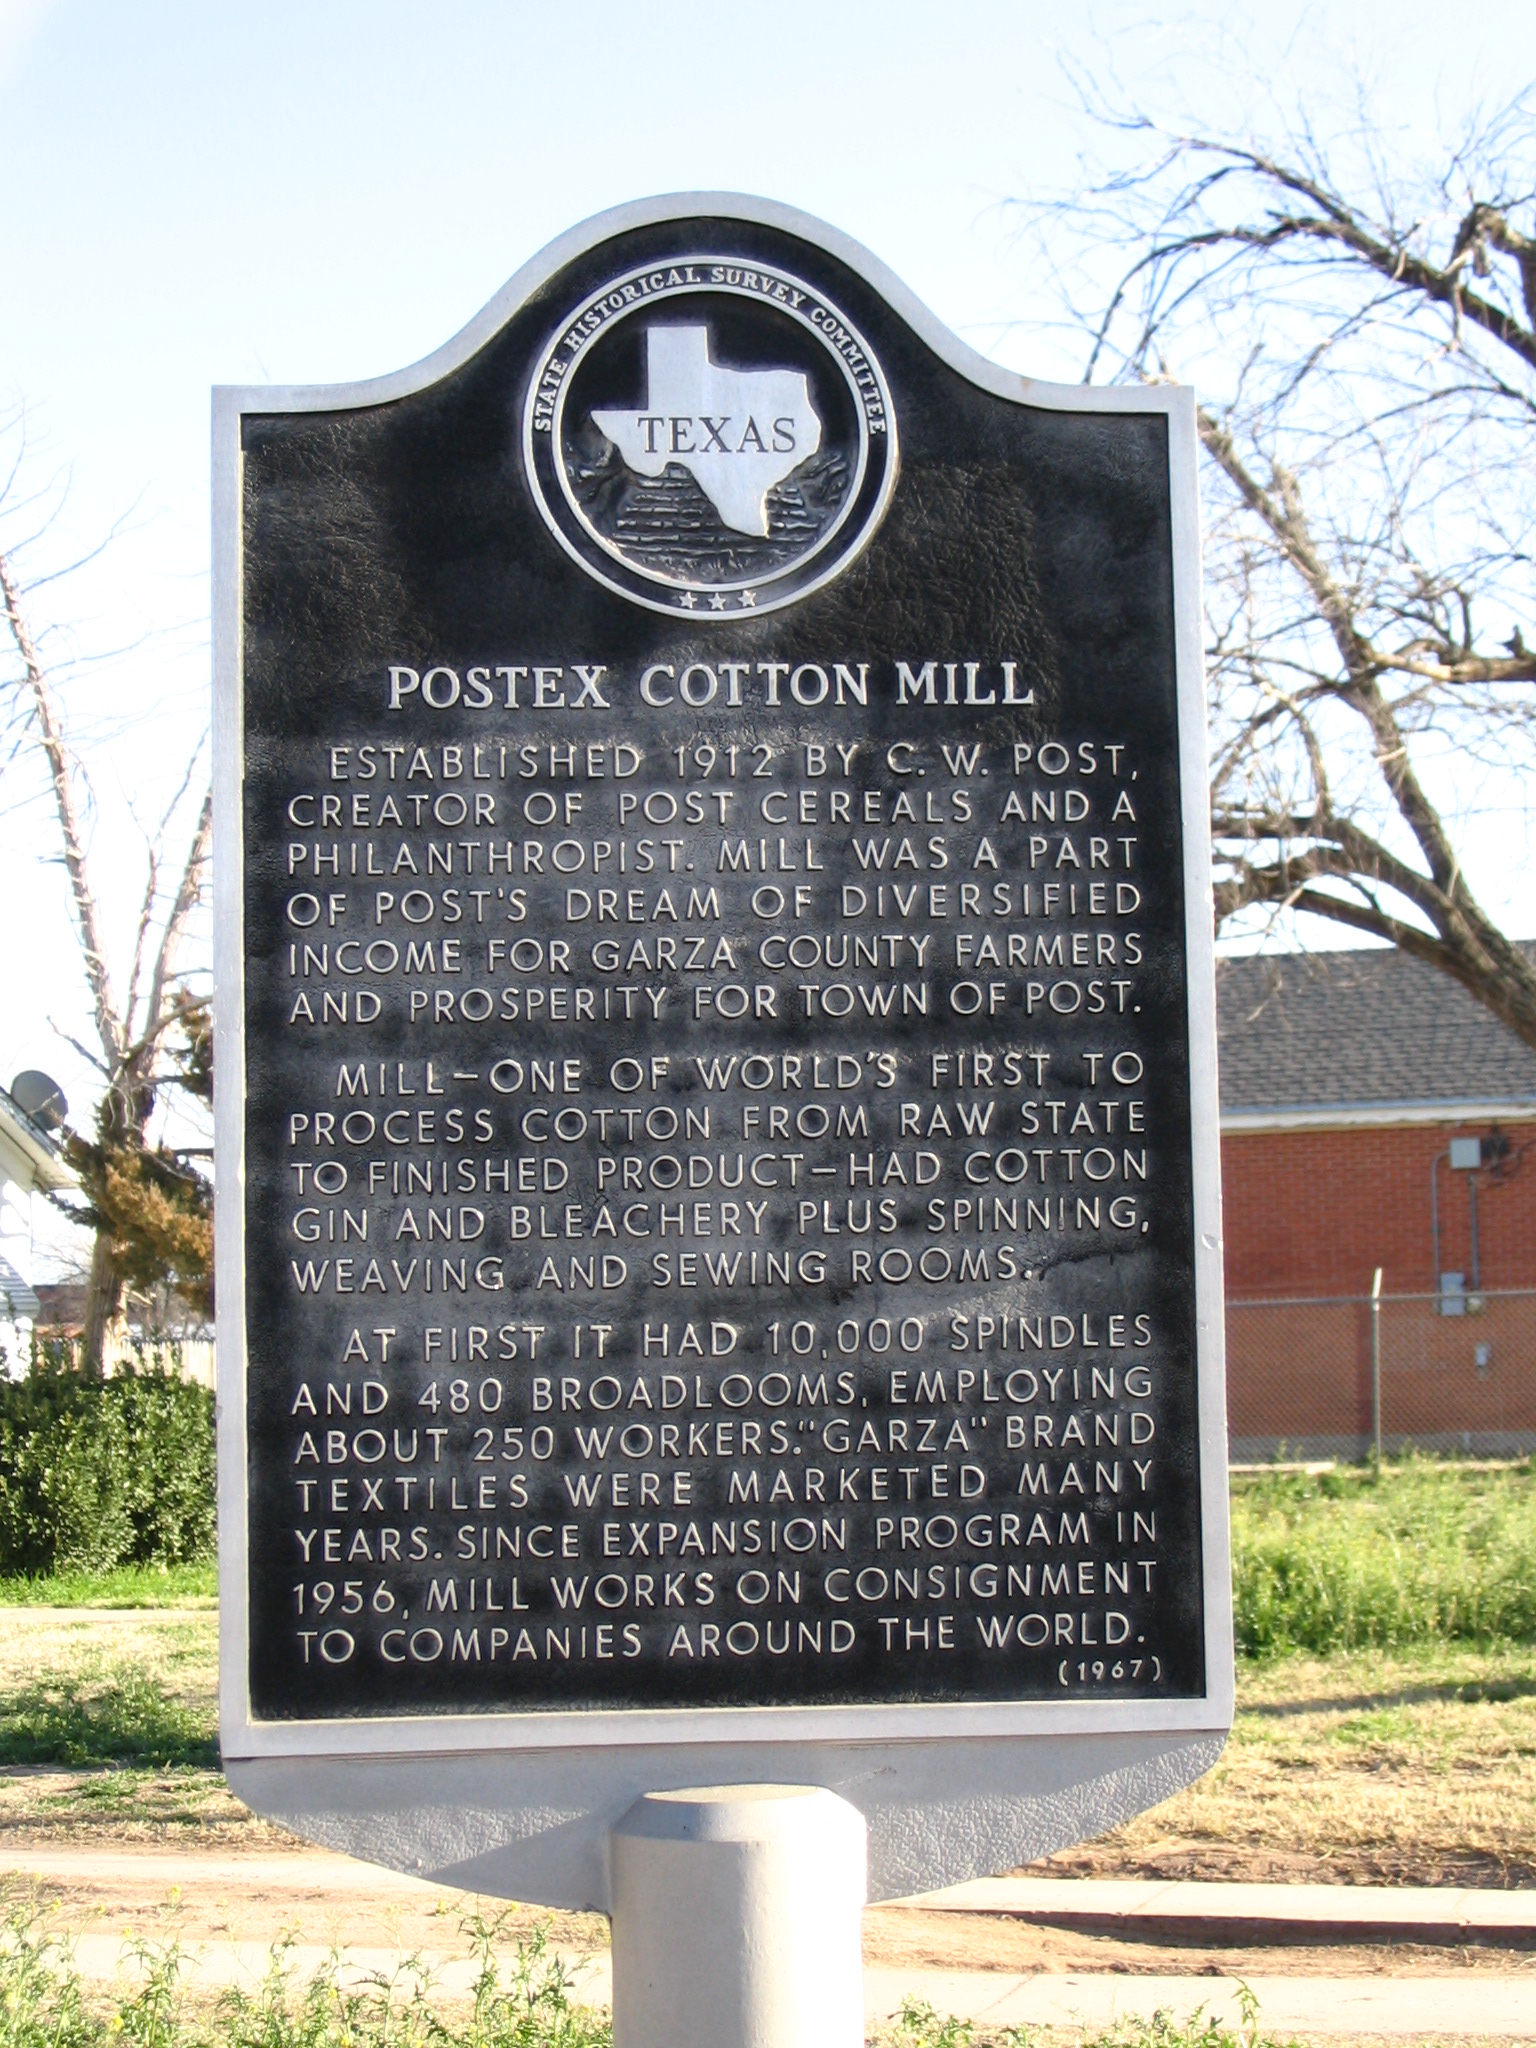 STATE HISTORICAL SURVEY COMMITTEE
TEXAS
POSTEX COTTON MILL
ESTABLISHED 1912 BY C. W. POST,
CREATOR OF POST CEREALS AND A
PHILANTHROPIST. MILL WAS A PART
OF POST'S DREAM OF DIVERSIFIED
INCOME FOR GARZA COUNTY FARMERS
AND PROSPERITY FOR TOWN OF POST.
MILL—ONE OF WORLD'S FIRST TO
PROCESS COTTON FROM RAW STATE
TO FINISHED PRODUCT—HAD COTTON
GIN AND BLEACHERY PLUS SPINNING,
WEAVING AND SEWING ROOMS.
AT FIRST IT HAD 10,000 SPINDLES
AND 480 BROADLOOMS, EMPLOYING
ABOUT 250 WORKERS. "GARZA" BRAND
TEXTILES WERE MARKETED MANY
YEARS. SINCE EXPANSION PROGRAM IN
1956, MILL WORKS ON CONSIGNMENT
TO COMPANIES AROUND THE WORLD.
(1967)